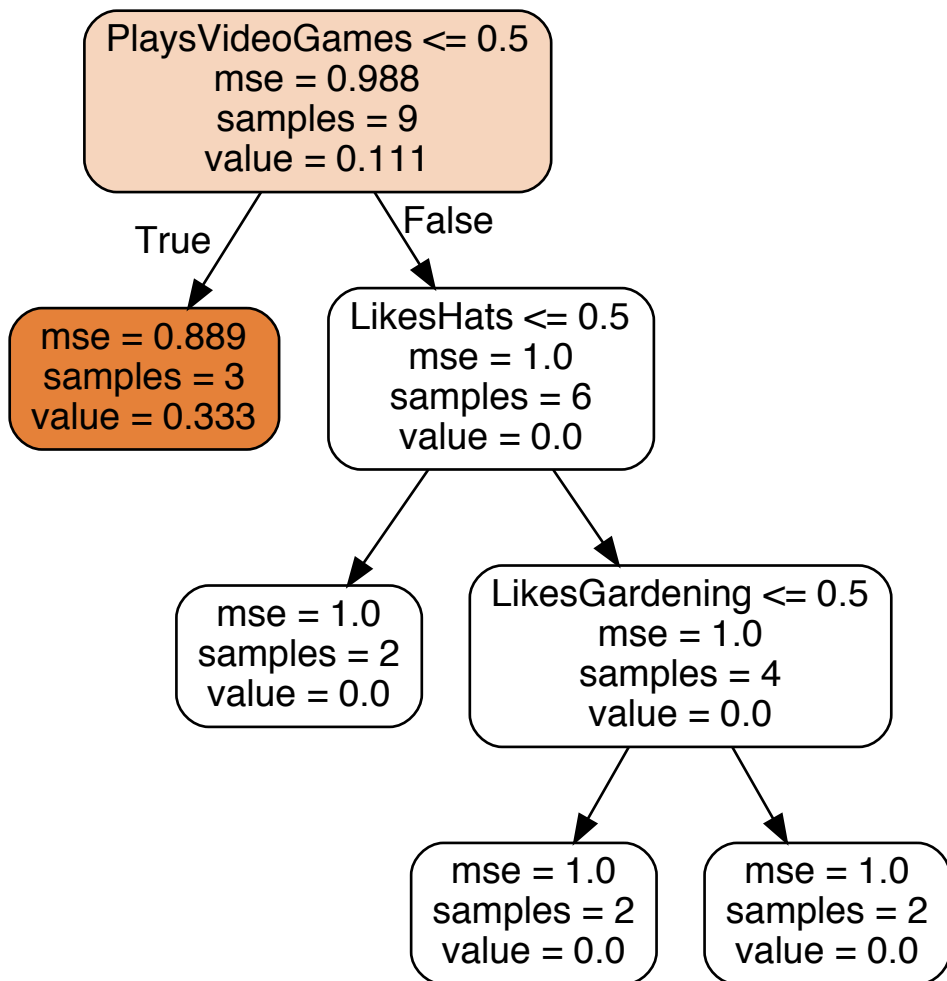 PlaysVideoGames <= 0.5
mse = 0.988
samples = 9
value = 0.111
True
False
mse = 0.889
samples = 3
value = 0.333
LikesHats <= 0.5
mse = 1.0
samples = 6
value = 0.0
mse = 1.0
samples = 2
value = 0.0
LikesGardening <= 0.5
mse = 1.0
samples = 4
value = 0.0
mse = 1.0
samples = 2
value = 0.0
mse = 1.0
samples = 2
value = 0.0